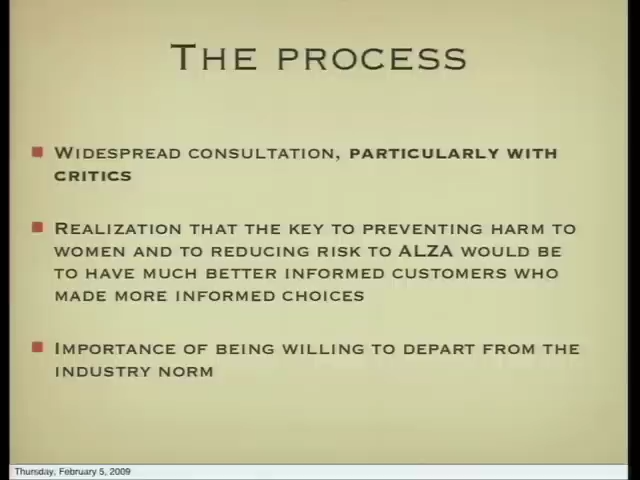 The process
Widespread consultation, particularly with
critics
Realization that the key to preventing harm to
women and to reducing risk to ALZA would be
to have much better informed customers who
made more informed choices
Importance of being willing to depart from the
industry norm
Thursday, February 5, 2009